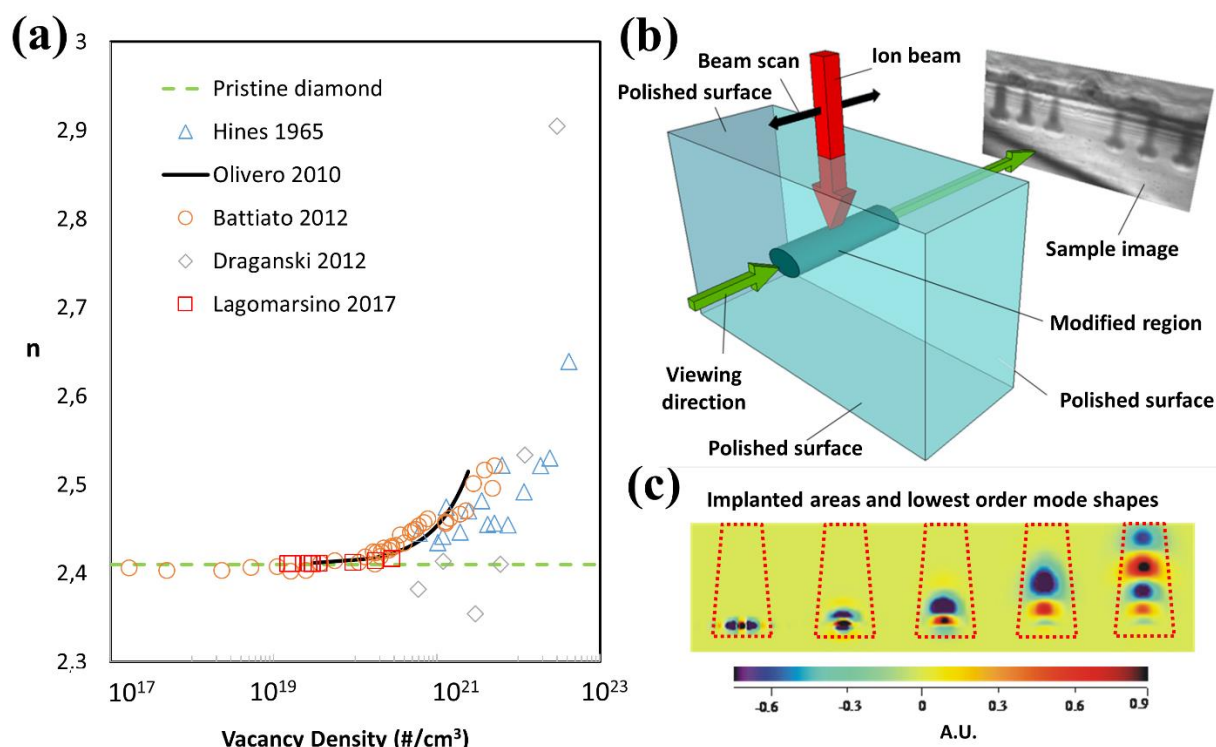 (a)
3
2,9
2,8
2,7
n
2,6
2,5
2,4
2,3
Pristine diamond
Hines 1965
Olivero 2010
Battiato 2012
Draganski 2012
Lagomarsino 2017
10^17
10^19
10^21
10^23
Vacancy Density (#/cm³)
(b)
Beam scan
Ion beam
Polished surface
Sample image
Modified region
Viewing
direction
Polished surface
Polished surface
(c)
Implanted areas and lowest order mode shapes
-0.6
-0.3
0
0.3
0.6
0.9
A.U.